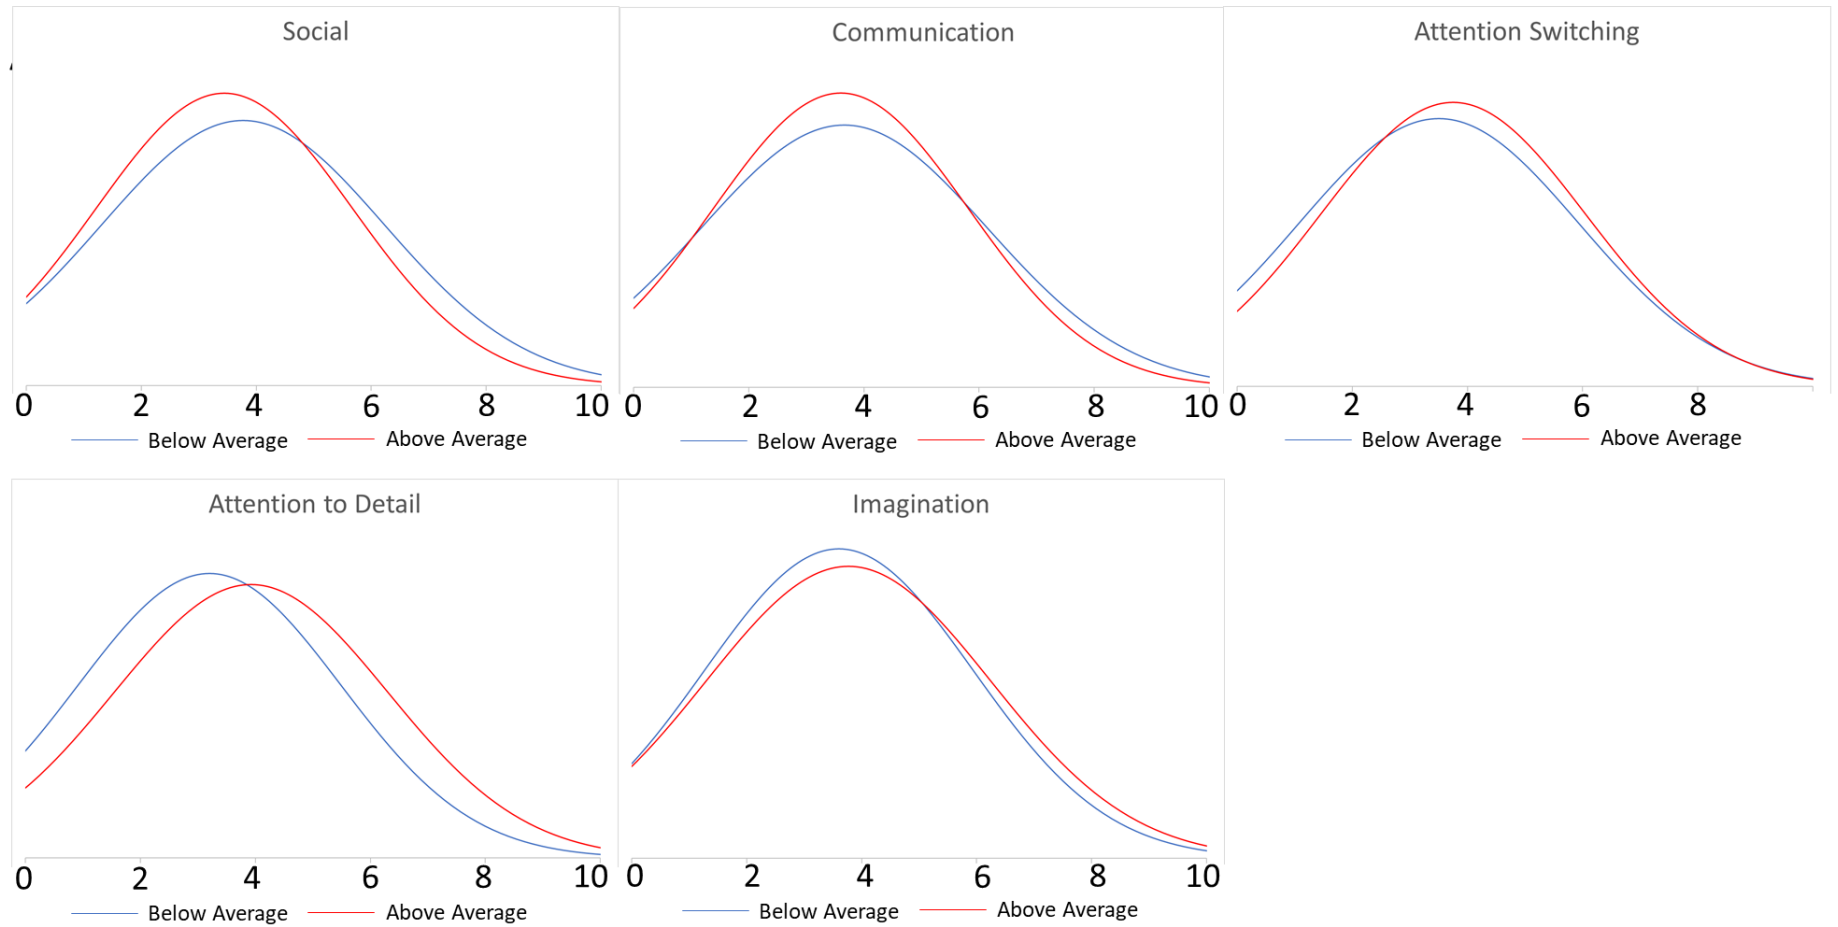 Social
0 2 4 6 8 10
Below Average Above Average
Communication
0 2 4 6 8 10
Below Average Above Average
Attention Switching
0 2 4 6 8
Below Average Above Average
Attention to Detail
0 2 4 6 8 10
Below Average Above Average
Imagination
0 2 4 6 8 10
Below Average Above Average